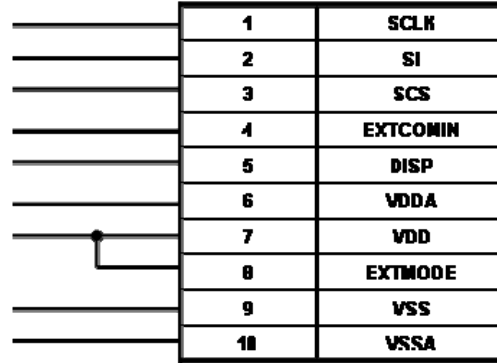 1 SCLK
2 SI
3 SCS
4 EXTCOMIN
5 DISP
6 VDDA
7 VDD
8 EXTMODE
9 VSS
10 VSSA